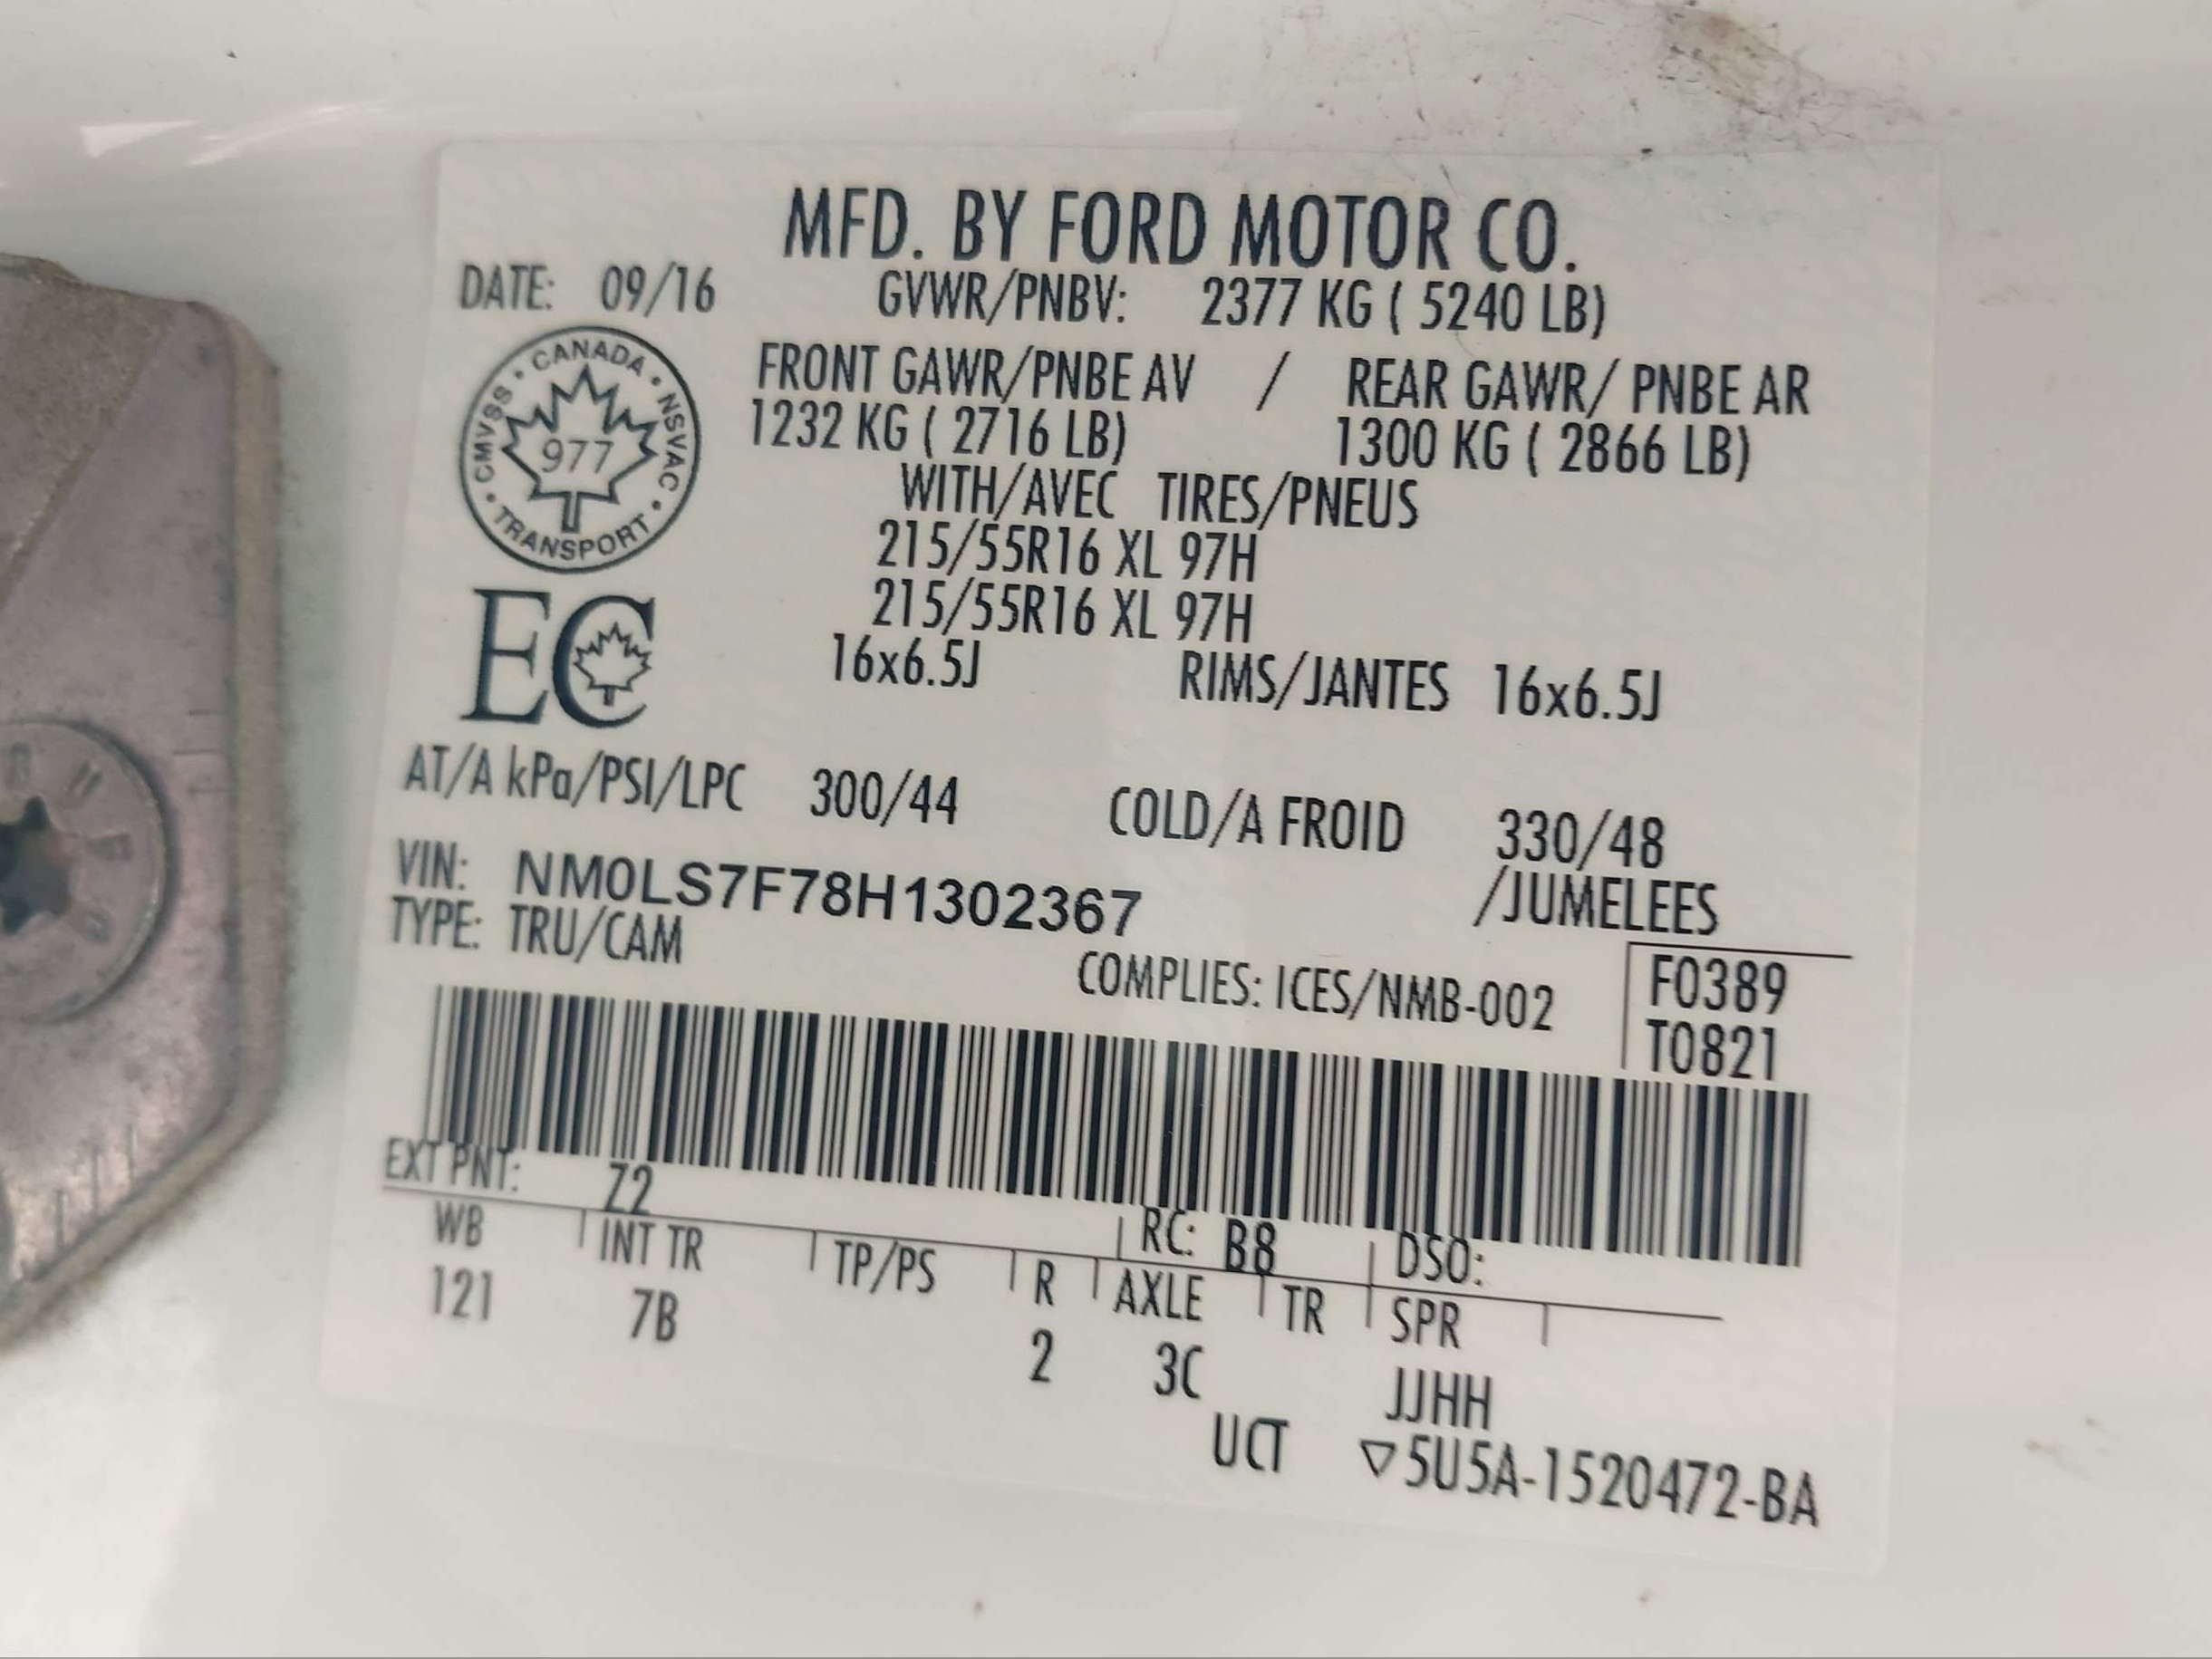 MFD. BY FORD MOTOR CO.
DATE: 09/16 GVWR/PNBV: 2377 KG ( 5240 LB)
CMVSS • CANADA • NSVAC • TRANSPORT •
977
FRONT GAWR/PNBE AV / REAR GAWR/ PNBE AR
1232 KG ( 2716 LB) 1300 KG ( 2866 LB)
WITH/AVEC TIRES/PNEUS
215/55R16 XL 97H
215/55R16 XL 97H
EC
16x6.5J RIMS/JANTES 16x6.5J
AT/A kPa/PSI/LPC 300/44 COLD/A FROID 330/48
VIN: NM0LS7F78H1302367 /JUMELEES
TYPE: TRU/CAM
COMPLIES: ICES/NMB-002
F0389
T0821
EXT PNT: Z2 RC: B8 DSO:
WB INT TR TP/PS R AXLE TR SPR
121 7B 2 3C JJHH
UCT ▽5U5A-1520472-BA